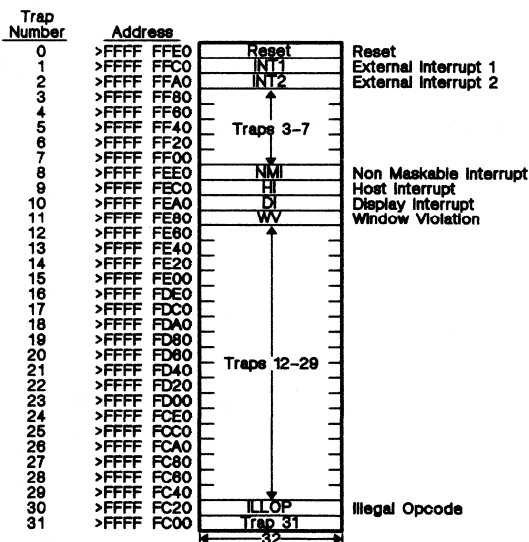 Trap
Number Address
0 >FFFF FFE0 Reset Reset
1 >FFFF FFC0 INT1 External Interrupt 1
2 >FFFF FFA0 INT2 External Interrupt 2
3 >FFFF FF80
4 >FFFF FF60
5 >FFFF FF40 Traps 3-7
6 >FFFF FF20
7 >FFFF FF00
8 >FFFF FEE0 NMI Non Maskable Interrupt
9 >FFFF FEC0 HI Host Interrupt
10 >FFFF FEA0 DI Display Interrupt
11 >FFFF FE80 WV Window Violation
12 >FFFF FE60
13 >FFFF FE40
14 >FFFF FE20
15 >FFFF FE00
16 >FFFF FDE0
17 >FFFF FDC0
18 >FFFF FDA0
19 >FFFF FD80
20 >FFFF FD60
21 >FFFF FD40 Traps 12-29
22 >FFFF FD20
23 >FFFF FD00
24 >FFFF FCE0
25 >FFFF FCC0
26 >FFFF FCA0
27 >FFFF FC80
28 >FFFF FC60
29 >FFFF FC40
30 >FFFF FC20 ILLOP Illegal Opcode
31 >FFFF FC00 Trap 31
32